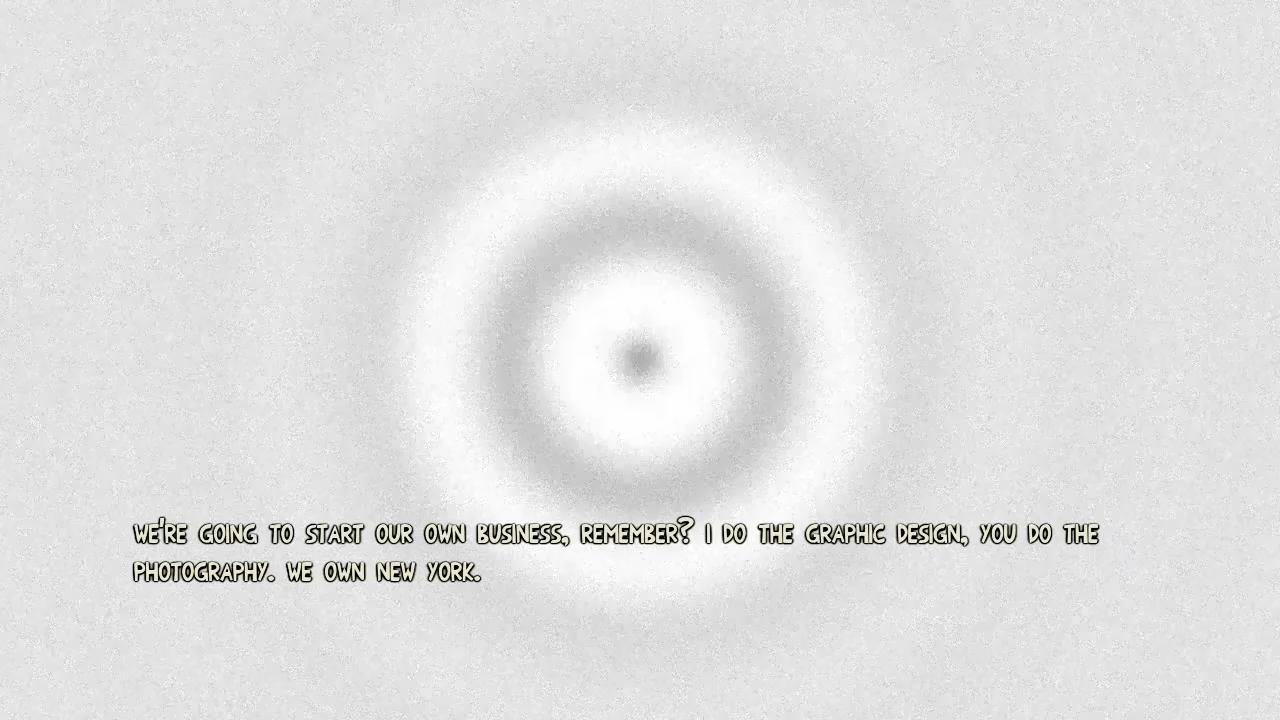 WE'RE GOING TO START OUR OWN BUSINESS, REMEMBER? I DO THE GRAPHIC DESIGN, YOU DO THE
PHOTOGRAPHY. WE OWN NEW YORK.